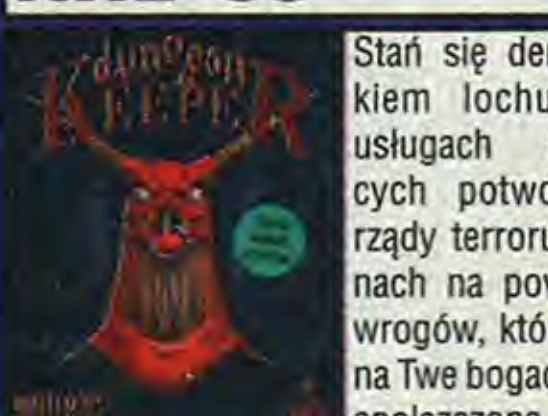 dungeon
KEEPER
Stań się de
kiem lochu
usługach
cych potwo
rządy terroru
nach na pow
wrogów, któ
na Twe bogac